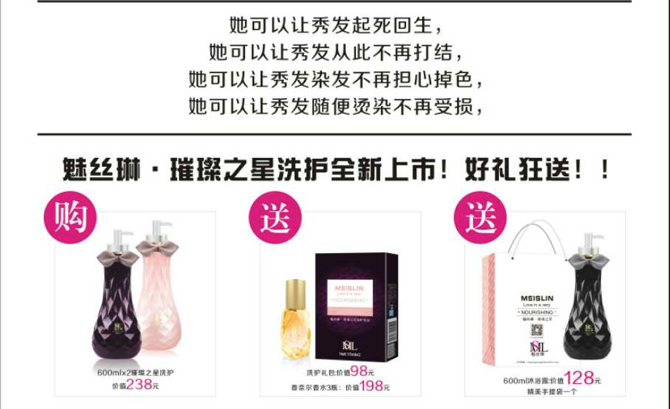 她可以让秀发起死回生,
她可以让秀发从此不再打结,
她可以让秀发染发不再担心掉色,
她可以让秀发随便烫染不再受损,
魅丝琳·璀璨之星洗护全新上市！好礼狂送！！
购
600mlx2璀璨之星洗护
价值238元
送
MEISLIN
洗护礼包:价值98元
香奈尔香水3瓶：价值198元
送
MEISLIN
Love is a very
NOURISHING
600ml沐浴露:价值128元
精美手提袋一个